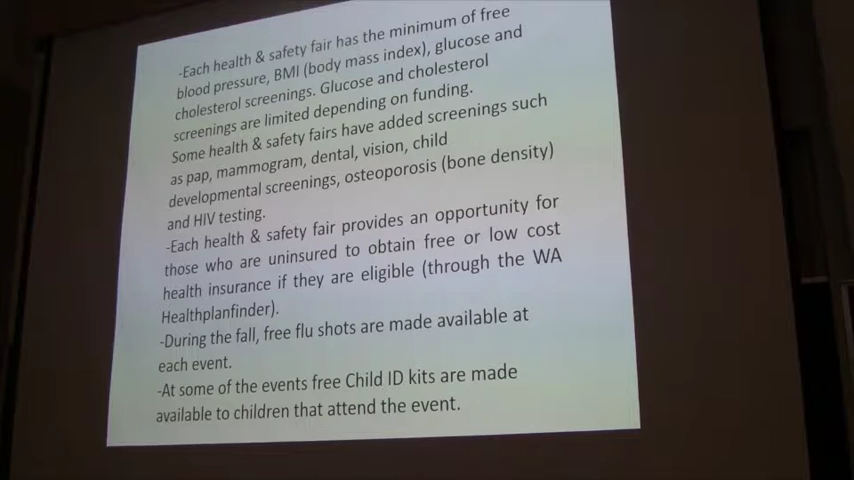 -Each health & safety fair has the minimum of free
blood pressure, BMI (body mass index), glucose and
cholesterol screenings. Glucose and cholesterol
screenings are limited depending on funding.
Some health & safety fairs have added screenings such
as pap, mammogram, dental, vision, child
developmental screenings, osteoporosis (bone density)
and HIV testing.
-Each health & safety fair provides an opportunity for
those who are uninsured to obtain free or low cost
health insurance if they are eligible (through the WA
Healthplanfinder).
-During the fall, free flu shots are made available at
each event.
-At some of the events free Child ID kits are made
available to children that attend the event.